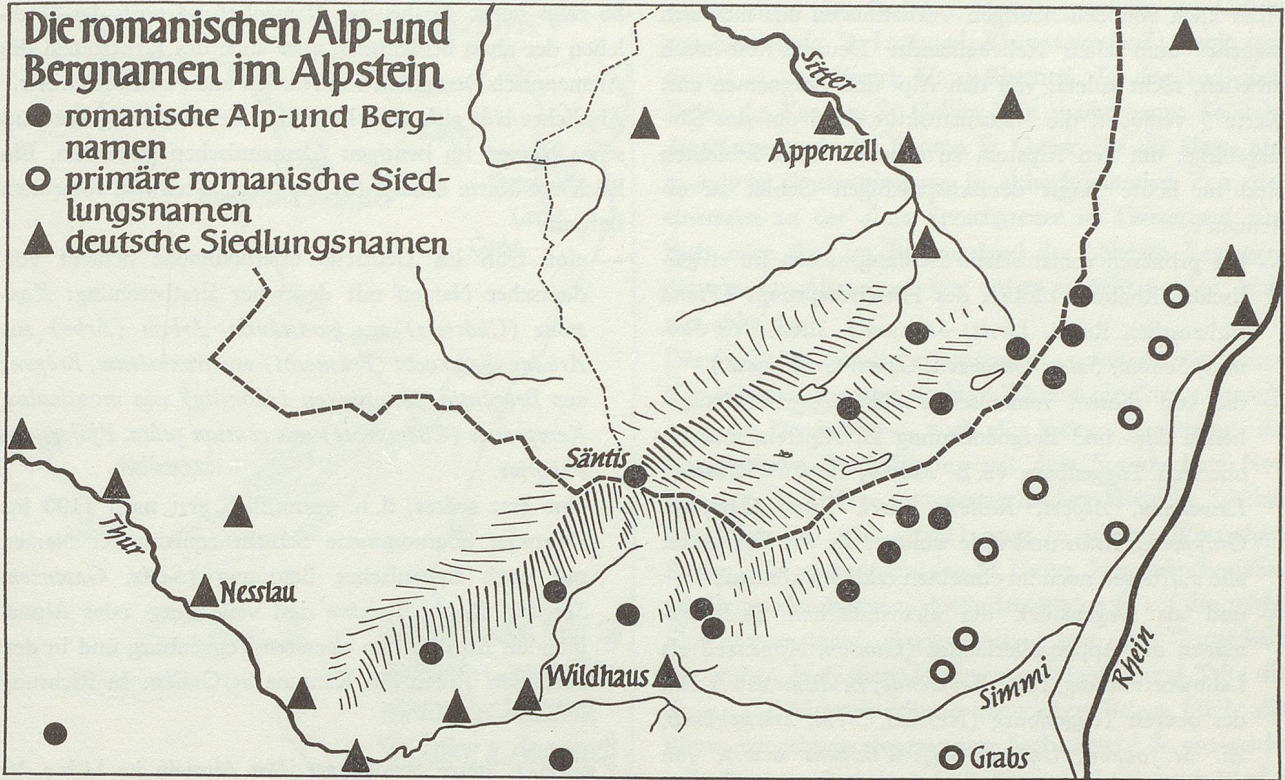 Die romanischen Alp-und
Bergnamen im Alpstein
romanische Alp-und Berg-
namen
primäre romanische Sied-
lungsnamen
deutsche Siedlungsnamen
Sitter
Appenzell
Säntis
Thur
Nesslau
Wildhaus
Simmi
Rhein
Grabs